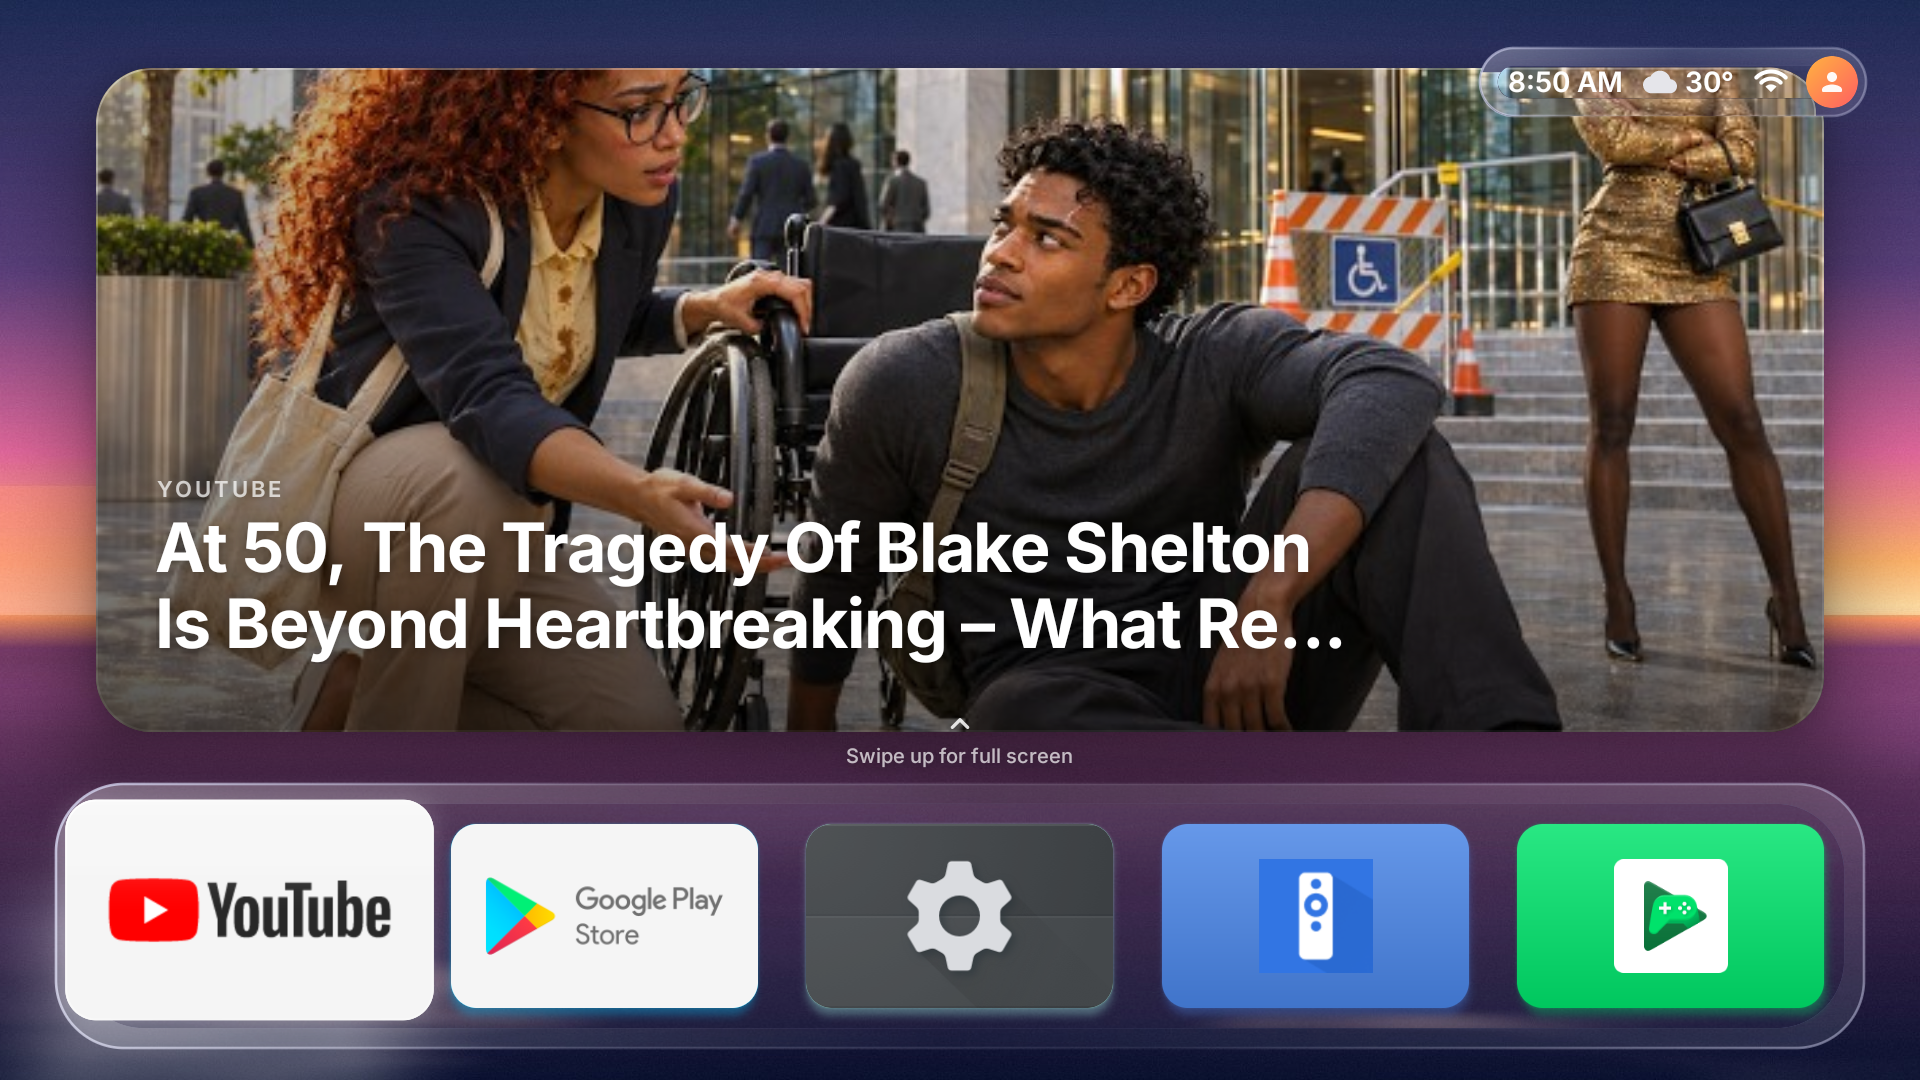 8:50 AM 30°
YOUTUBE
At 50, The Tragedy Of Blake Shelton
Is Beyond Heartbreaking – What Re...
Swipe up for full screen
YouTube
Google Play
Store